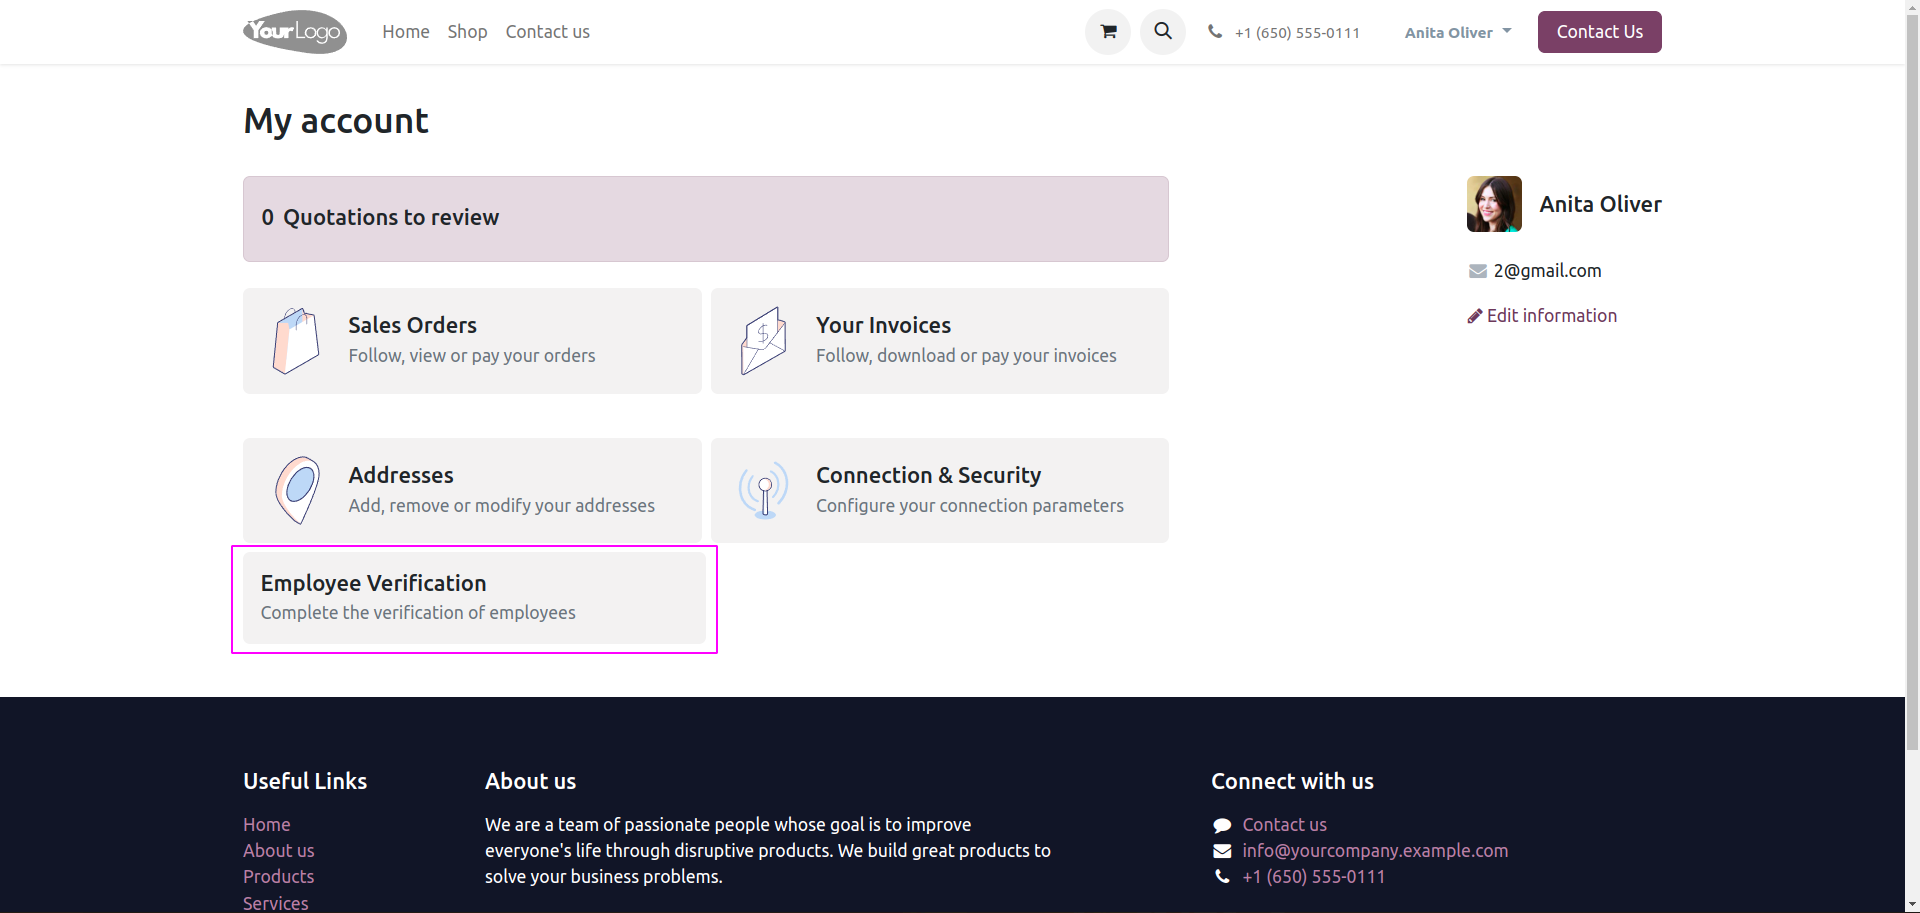 YourLogo
Home Shop Contact us
+1 (650) 555-0111
Anita Oliver
Contact Us
My account
0 Quotations to review
Anita Oliver
2@gmail.com
Edit information
Sales Orders
Follow, view or pay your orders
$
Your Invoices
Follow, download or pay your invoices
Addresses
Add, remove or modify your addresses
Connection & Security
Configure your connection parameters
Employee Verification
Complete the verification of employees
Useful Links
Home
About us
Products
Services
About us
We are a team of passionate people whose goal is to improve
everyone's life through disruptive products. We build great products to
solve your business problems.
Connect with us
Contact us
info@yourcompany.example.com
+1 (650) 555-0111